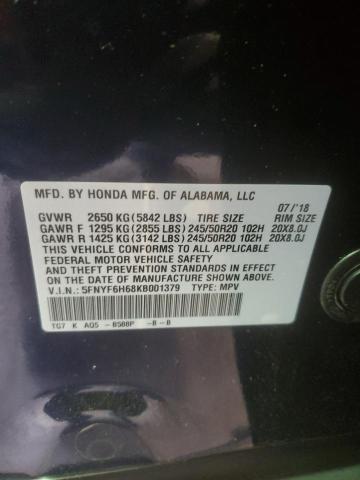 MFD. BY HONDA MFG. OF ALABAMA, LLC
07/'18
GVWR 2650 KG (5842 LBS) TIRE SIZE RIM SIZE
GAWR F 1295 KG (2855 LBS) 245/50R20 102H 20X8.0J
GAWR R 1425 KG (3142 LBS) 245/50R20 102H 20X8.0J
THIS VEHICLE CONFORMS TO ALL APPLICABLE
FEDERAL MOTOR VEHICLE SAFETY
AND THEFT PREVENTION STANDARDS IN EFFECT
ON THE DATE OF MANUFACTURE SHOWN ABOVE.
V.I.N.: 5FNYF6H68KB001379 TYPE: MPV
TG7 K AQ5 -B588P -B-B